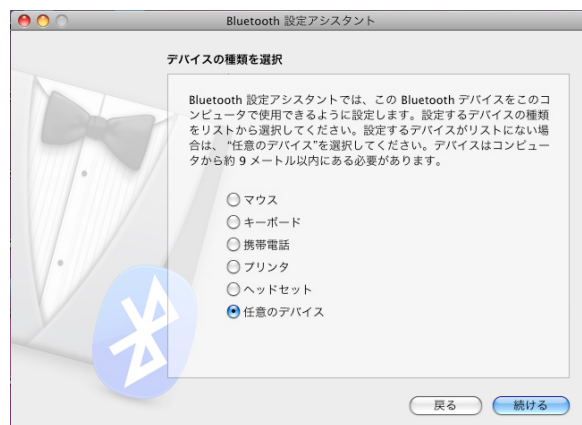 Bluetooth 設定アシスタント
デバイスの種類を選択
Bluetooth 設定アシスタントでは、この Bluetooth デバイスをこのコ
ンピュータで使用できるように設定します。設定するデバイスの種類
をリストから選択してください。設定するデバイスがリストにない場
合は、“任意のデバイス”を選択してください。デバイスはコンピュー
タから約 9 メートル以内にある必要があります。
マウス
キーボード
携帯電話
プリンタ
ヘッドセット
任意のデバイス
戻る 続ける